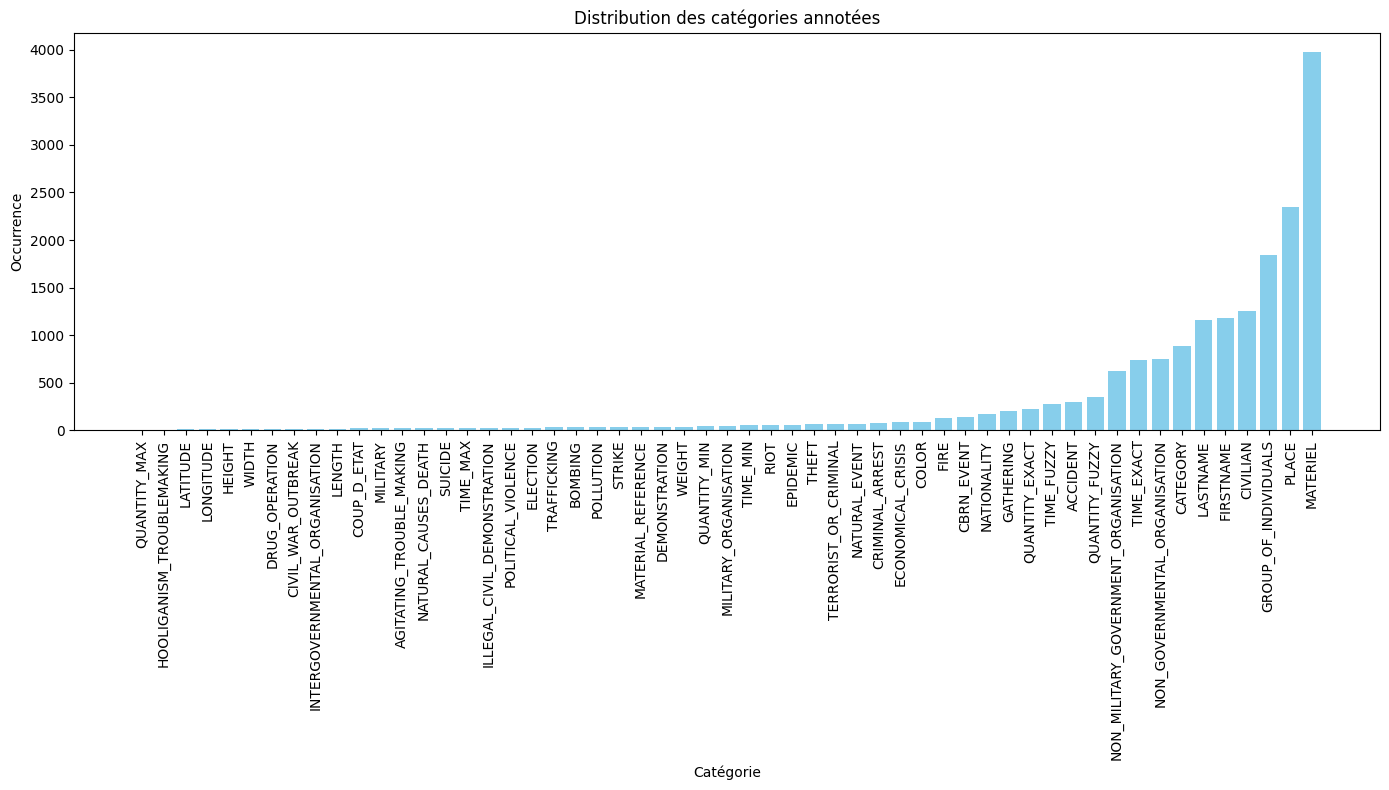 Distribution des catégories annotées
Occurrence
4000
3500
3000
2500
2000
1500
1000
500
0
QUANTITY_MAX
HOOLIGANISM_TROUBLEMAKING
LATITUDE
LONGITUDE
HEIGHT
WIDTH
DRUG_OPERATION
CIVIL_WAR_OUTBREAK
INTERGOVERNMENTAL_ORGANISATION
LENGTH
COUP_D_ETAT
MILITARY
AGITATING_TROUBLE_MAKING
NATURAL_CAUSES_DEATH
SUICIDE
TIME_MAX
ILLEGAL_CIVIL_DEMONSTRATION
POLITICAL_VIOLENCE
ELECTION
TRAFFICKING
BOMBING
POLLUTION
STRIKE
MATERIAL_REFERENCE
DEMONSTRATION
WEIGHT
QUANTITY_MIN
MILITARY_ORGANISATION
TIME_MIN
RIOT
EPIDEMIC
THEFT
TERRORIST_OR_CRIMINAL
NATURAL_EVENT
CRIMINAL_ARREST
ECONOMICAL_CRISIS
COLOR
FIRE
CBRN_EVENT
NATIONALITY
GATHERING
QUANTITY_EXACT
TIME_FUZZY
ACCIDENT
QUANTITY_FUZZY
NON_MILITARY_GOVERNMENT_ORGANISATION
TIME_EXACT
NON_GOVERNMENTAL_ORGANISATION
CATEGORY
LASTNAME
FIRSTNAME
CIVILIAN
GROUP_OF_INDIVIDUALS
PLACE
MATERIEL
Catégorie